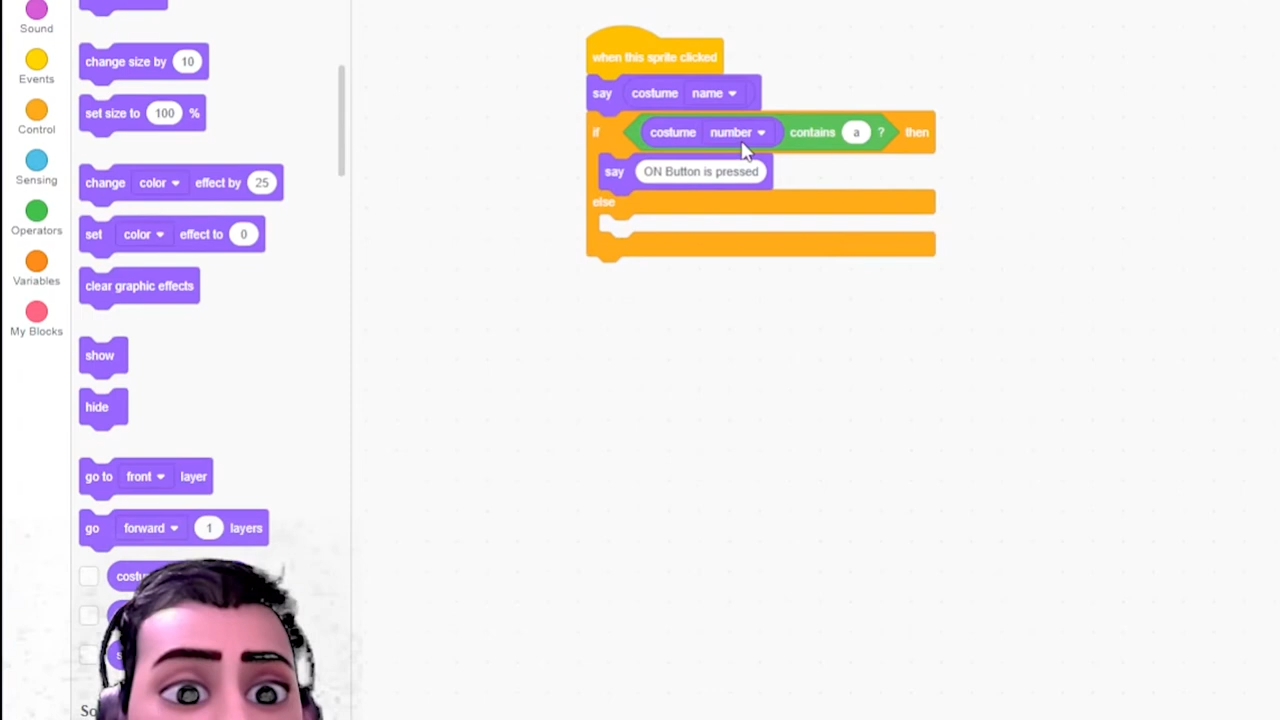 Sound
Events
Control
Sensing
Operators
Variables
My Blocks
change size by 10
set size to 100 %
change color effect by 25
set color effect to 0
clear graphic effects
show
hide
go to front layer
go forward 1 layers
when this sprite clicked
say costume name
if costume number contains a ? then
say ON Button is pressed
else